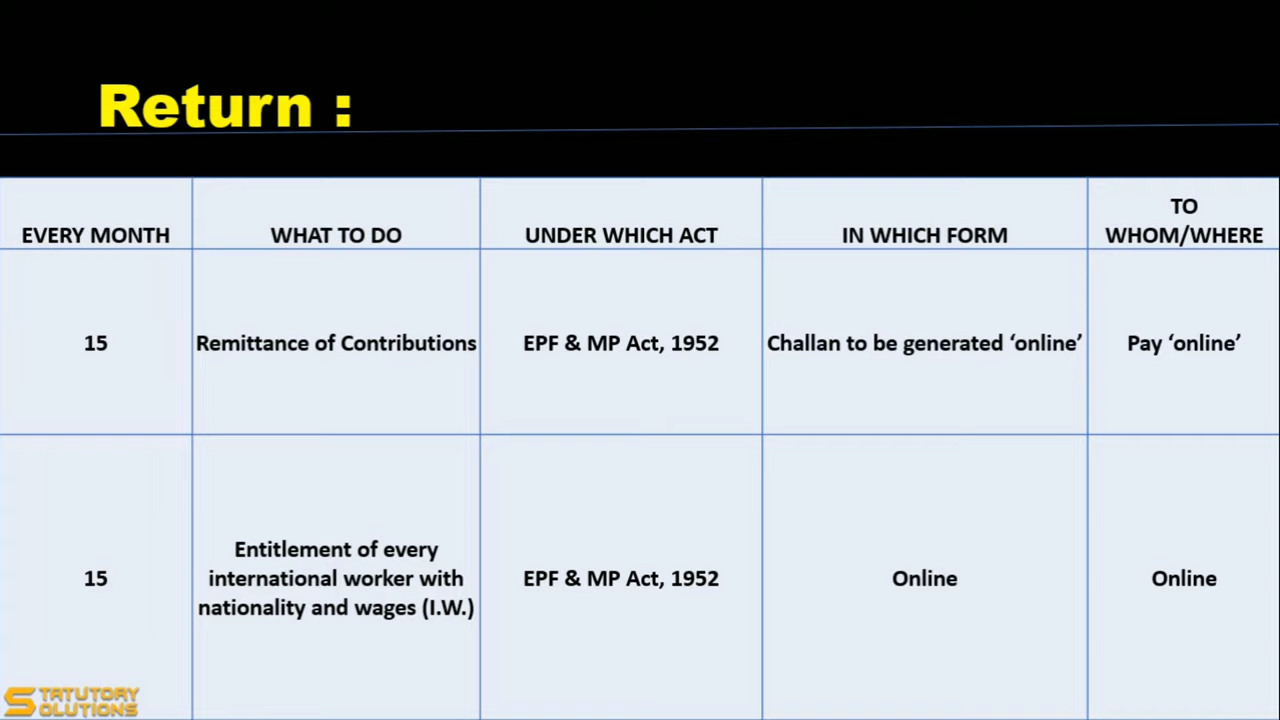 Return :
EVERY MONTH
WHAT TO DO
UNDER WHICH ACT
IN WHICH FORM
TO
WHOM/WHERE
15
Remittance of Contributions
EPF & MP Act, 1952
Challan to be generated ‘online’
Pay ‘online’
15
Entitlement of every
international worker with
nationality and wages (I.W.)
EPF & MP Act, 1952
Online
Online
STATUTORY
SOLUTIONS